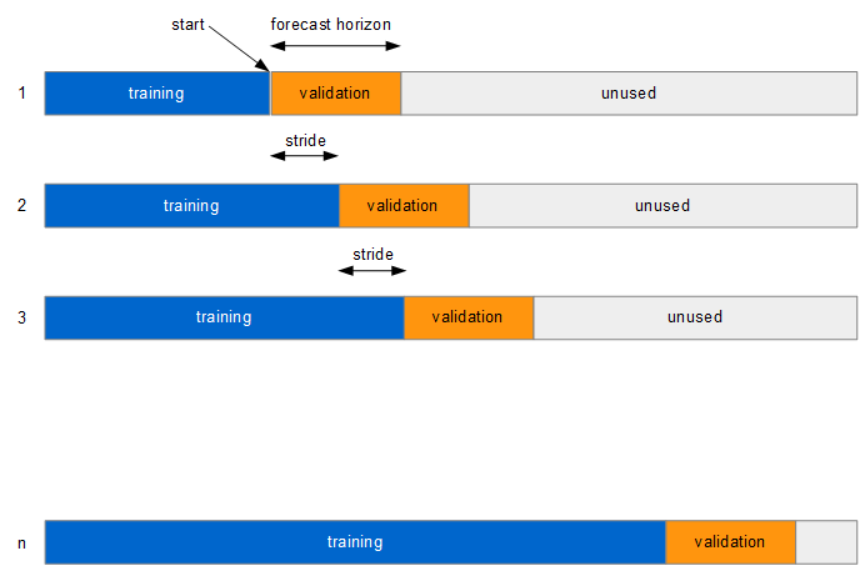 start forecast horizon
1 training validation unused
stride
2 training validation unused
stride
3 training validation unused
n training validation